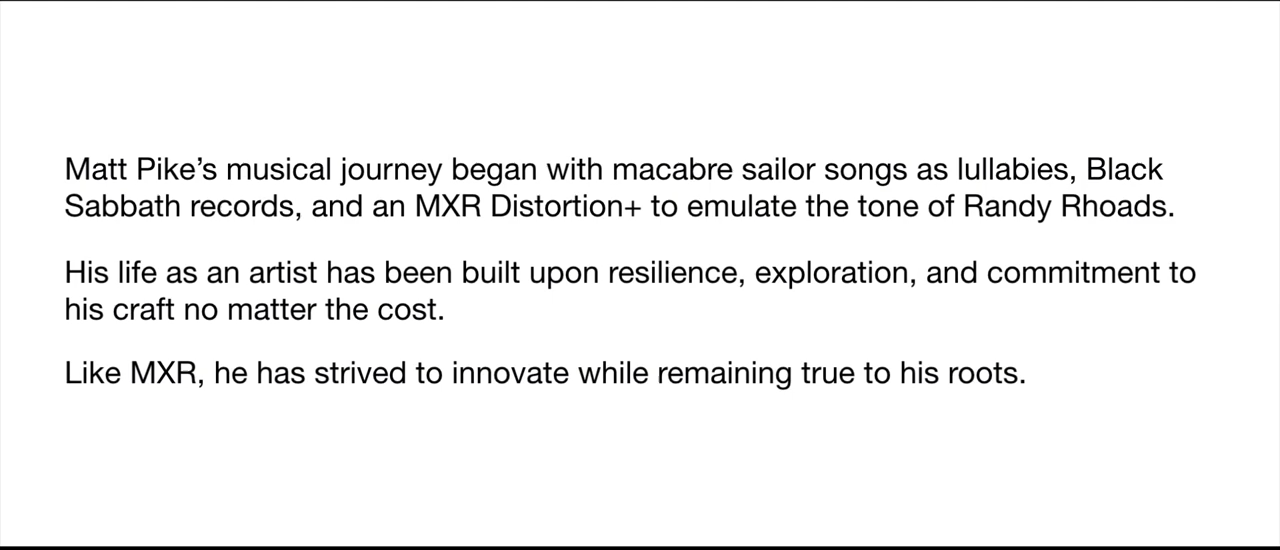 Matt Pike’s musical journey began with macabre sailor songs as lullabies, Black
Sabbath records, and an MXR Distortion+ to emulate the tone of Randy Rhoads.
His life as an artist has been built upon resilience, exploration, and commitment to
his craft no matter the cost.
Like MXR, he has strived to innovate while remaining true to his roots.